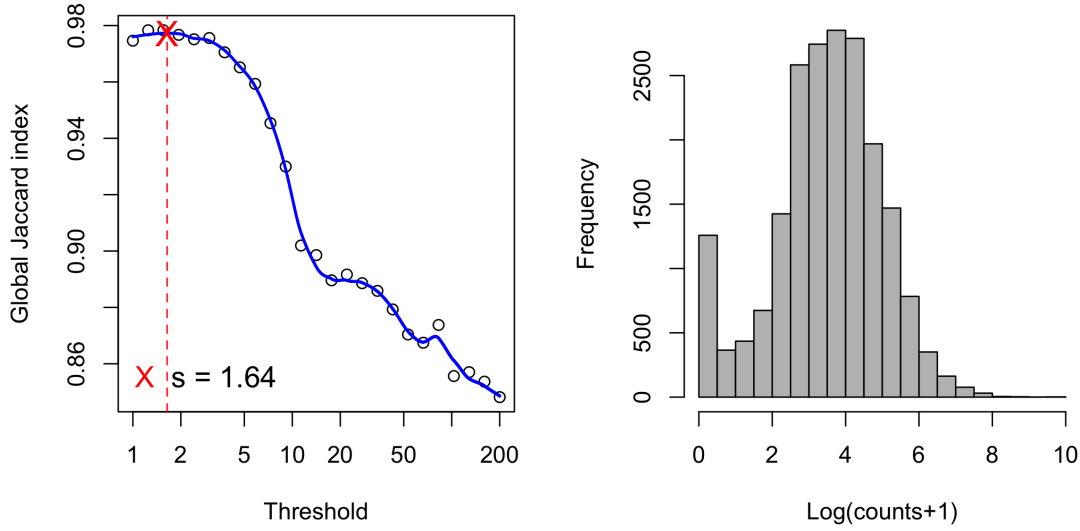 Global Jaccard index
0.98
0.94
0.90
0.86
X s = 1.64
1 2 5 10 20 50 200
Threshold
Frequency
2500
1500
500
0
0 2 4 6 8 10
Log(counts+1)